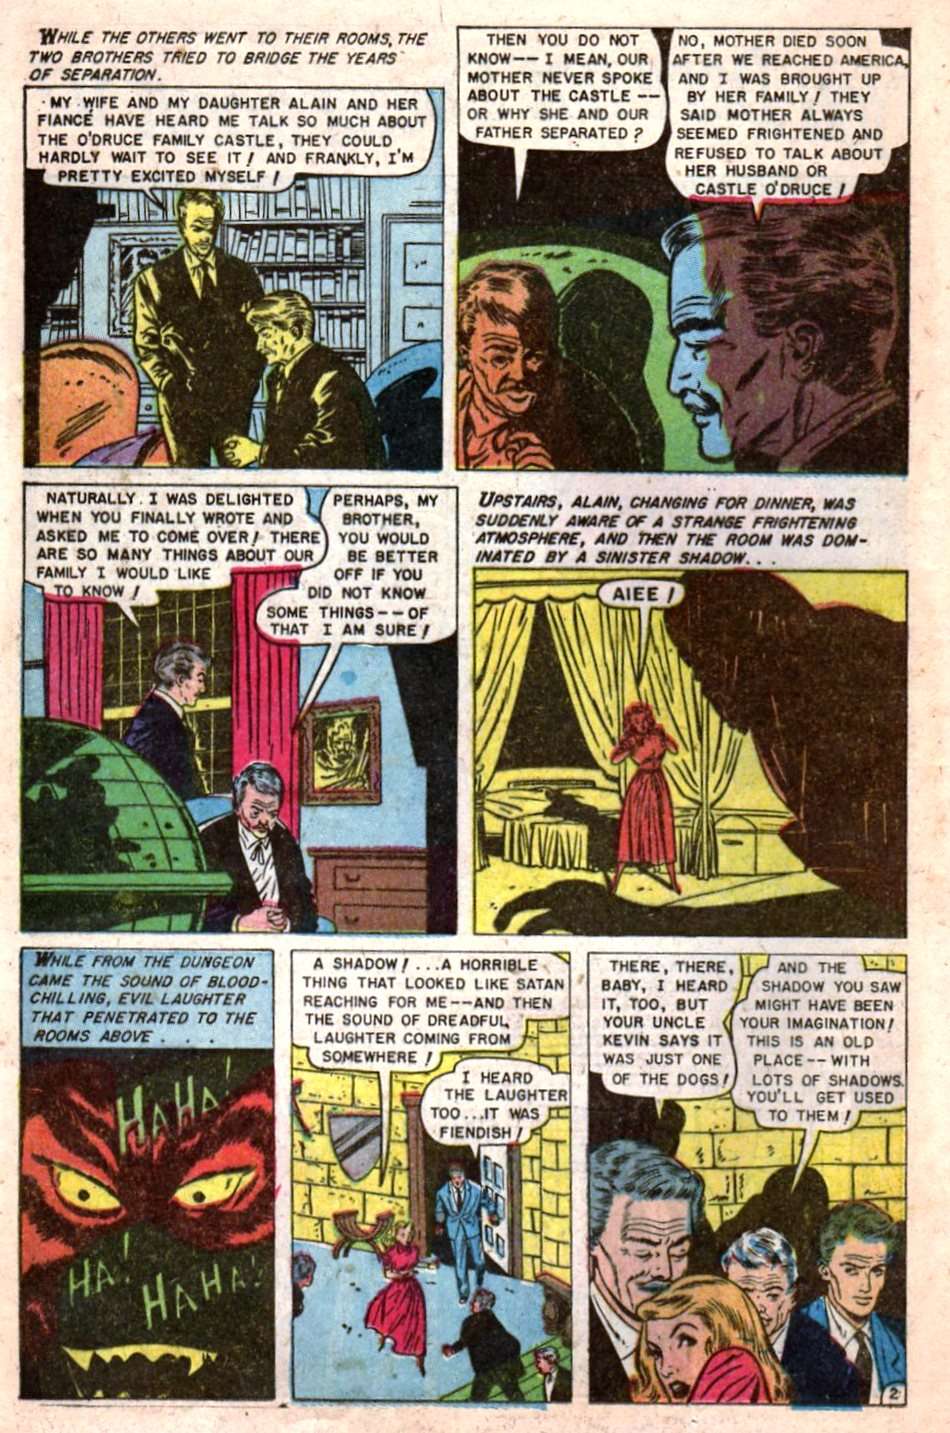 WHILE THE OTHERS WENT TO THEIR ROOMS, THE
TWO BROTHERS TRIED TO BRIDGE THE YEARS
OF SEPARATION.
MY WIFE AND MY DAUGHTER ALAIN AND HER
FIANCÉ HAVE HEARD ME TALK SO MUCH ABOUT
THE O'DRUCE FAMILY CASTLE, THEY COULD
HARDLY WAIT TO SEE IT! AND FRANKLY, I'M
PRETTY EXCITED MYSELF!
THEN YOU DO NOT
KNOW-- I MEAN, OUR
MOTHER NEVER SPOKE
ABOUT THE CASTLE --
OR WHY SHE AND OUR
FATHER SEPARATED?
NO, MOTHER DIED SOON
AFTER WE REACHED AMERICA,
AND I WAS BROUGHT UP
BY HER FAMILY! THEY
SAID MOTHER ALWAYS
SEEMED FRIGHTENED AND
REFUSED TO TALK ABOUT
HER HUSBAND OR
CASTLE O'DRUCE!
NATURALLY. I WAS DELIGHTED
WHEN YOU FINALLY WROTE AND
ASKED ME TO COME OVER! THERE
ARE SO MANY THINGS ABOUT OUR
FAMILY I WOULD LIKE
TO KNOW!
PERHAPS, MY
BROTHER,
YOU WOULD
BE BETTER
OFF IF YOU
DID NOT KNOW
SOME THINGS--OF
THAT I AM SURE!
UPSTAIRS, ALAIN, CHANGING FOR DINNER, WAS
SUDDENLY AWARE OF A STRANGE FRIGHTENING
ATMOSPHERE, AND THEN THE ROOM WAS DOM-
INATED BY A SINISTER SHADOW...
AIEE!
WHILE FROM THE DUNGEON
CAME THE SOUND OF BLOOD-
CHILLING, EVIL LAUGHTER
THAT PENETRATED TO THE
ROOMS ABOVE . . . .
HA HA!
HA!
HA HA!
A SHADOW! ...A HORRIBLE
THING THAT LOOKED LIKE SATAN
REACHING FOR ME--AND THEN
THE SOUND OF DREADFUL
LAUGHTER COMING FROM
SOMEWHERE!
I HEARD
THE LAUGHTER
TOO...IT WAS
FIENDISH!
THERE, THERE,
BABY, I HEARD
IT, TOO, BUT
YOUR UNCLE
KEVIN SAYS IT
WAS JUST ONE
OF THE DOGS!
AND THE
SHADOW YOU SAW
MIGHT HAVE BEEN
YOUR IMAGINATION!
THIS IS AN OLD
PLACE--WITH
LOTS OF SHADOWS.
YOU'LL GET USED
TO THEM!
2